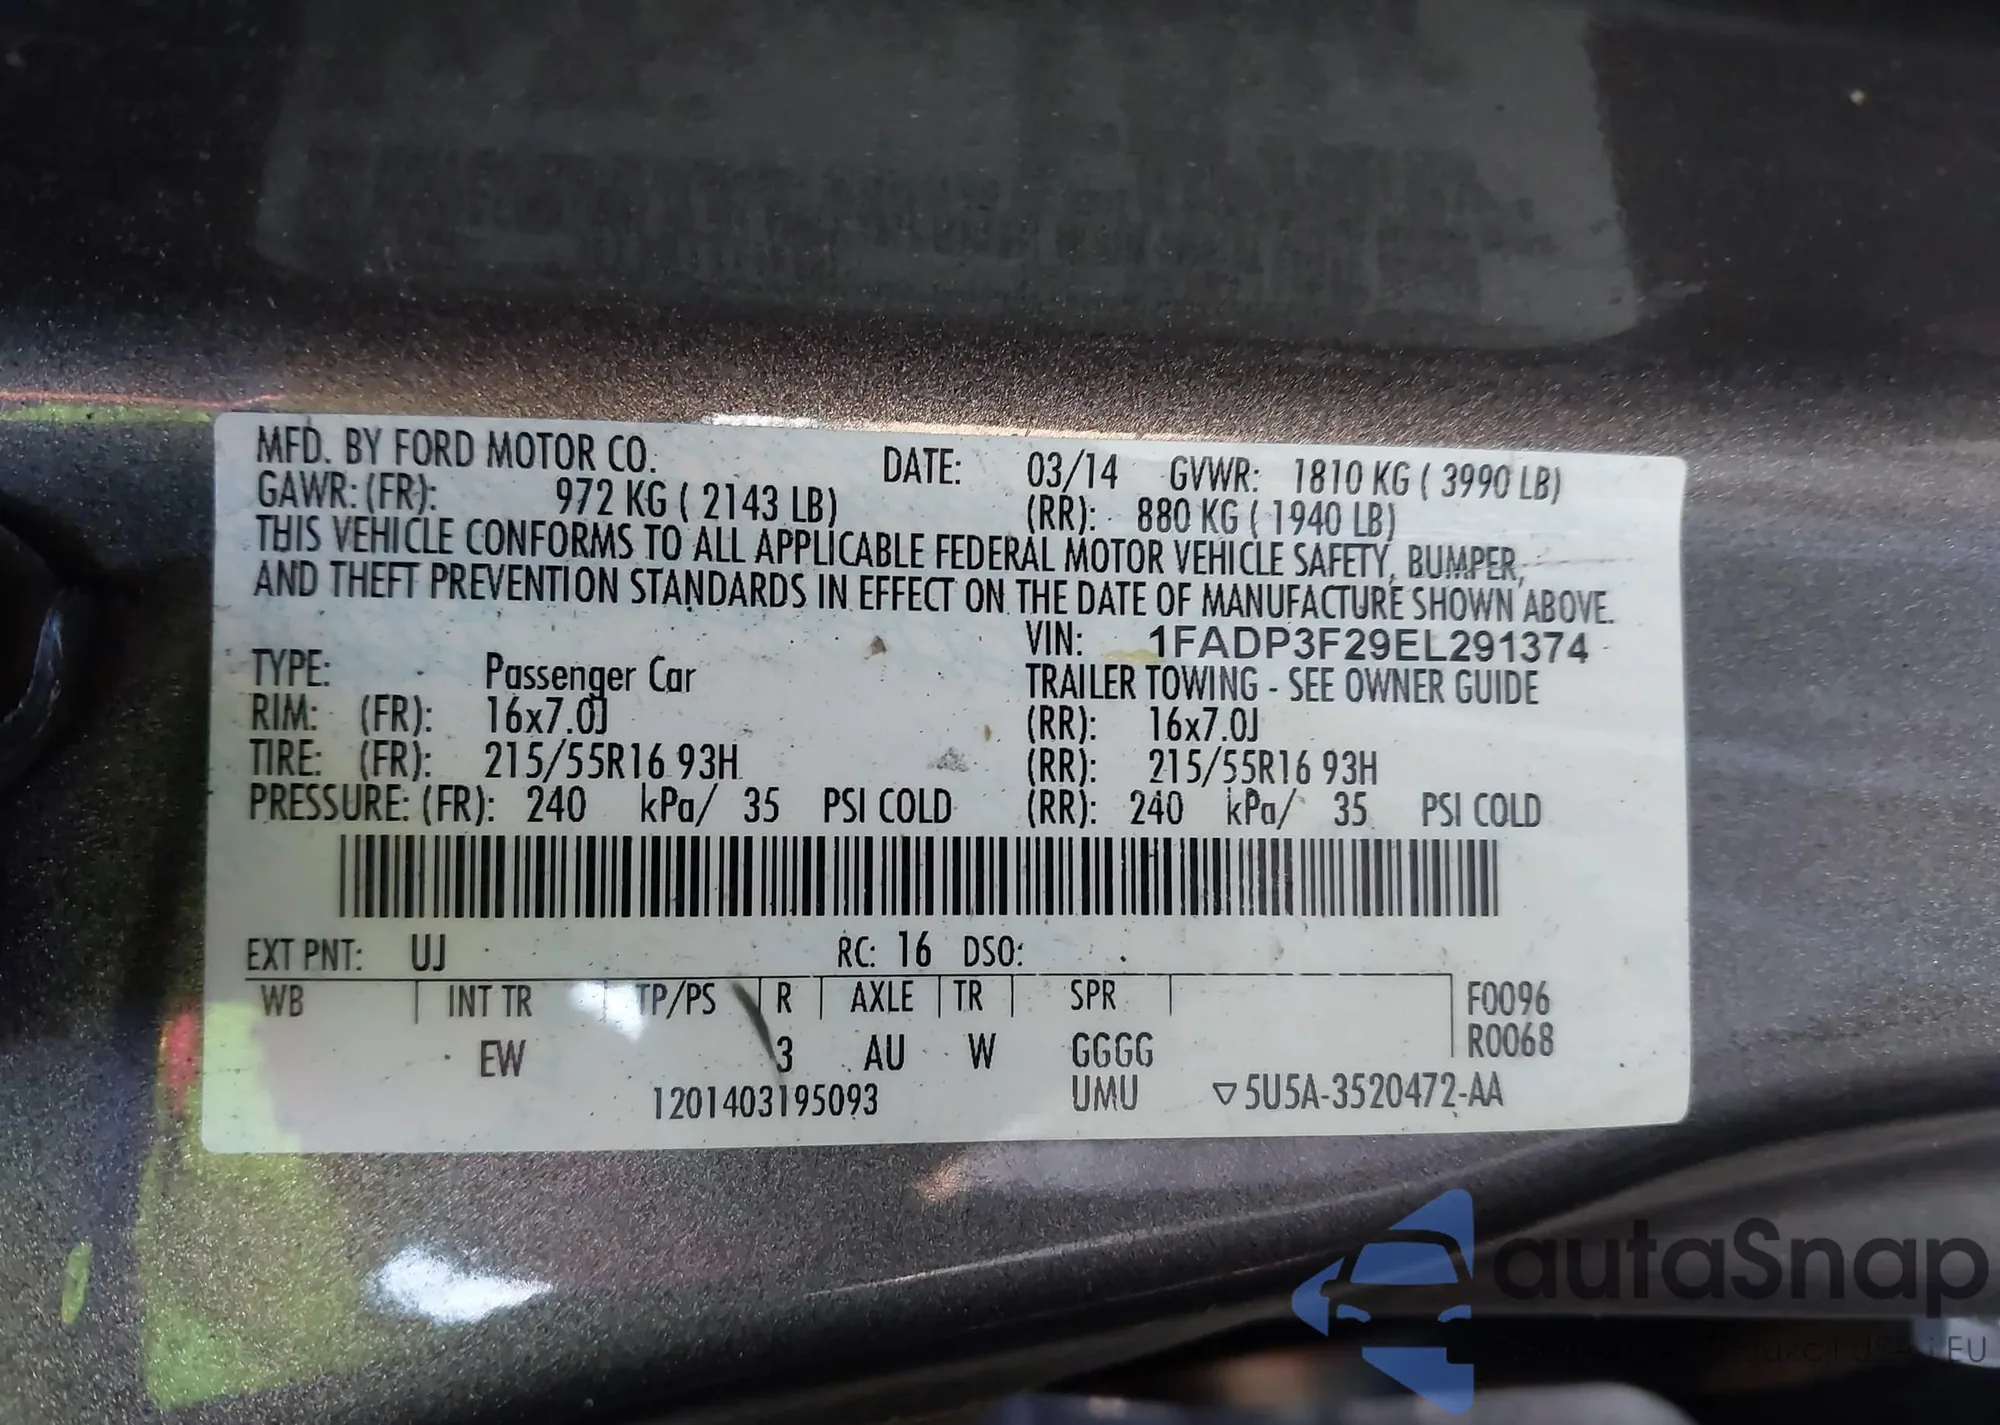 MFD. BY FORD MOTOR CO. DATE: 03/14 GVWR: 1810 KG ( 3990 LB)
GAWR: (FR): 972 KG ( 2143 LB) (RR): 880 KG ( 1940 LB)
THIS VEHICLE CONFORMS TO ALL APPLICABLE FEDERAL MOTOR VEHICLE SAFETY, BUMPER,
AND THEFT PREVENTION STANDARDS IN EFFECT ON THE DATE OF MANUFACTURE SHOWN ABOVE.
VIN: 1FADP3F29EL291374
TYPE: Passenger Car TRAILER TOWING - SEE OWNER GUIDE
RIM: (FR): 16x7.0J (RR): 16x7.0J
TIRE: (FR): 215/55R16 93H (RR): 215/55R16 93H
PRESSURE: (FR): 240 kPa/ 35 PSI COLD (RR): 240 kPa/ 35 PSI COLD
EXT PNT: UJ RC: 16 DSO:
WB INT TR TP/PS R AXLE TR SPR F0096
EW 3 AU W GGGG R0068
1201403195093 UMU ▽5U5A-3520472-AA
autoSnap
USA i EU